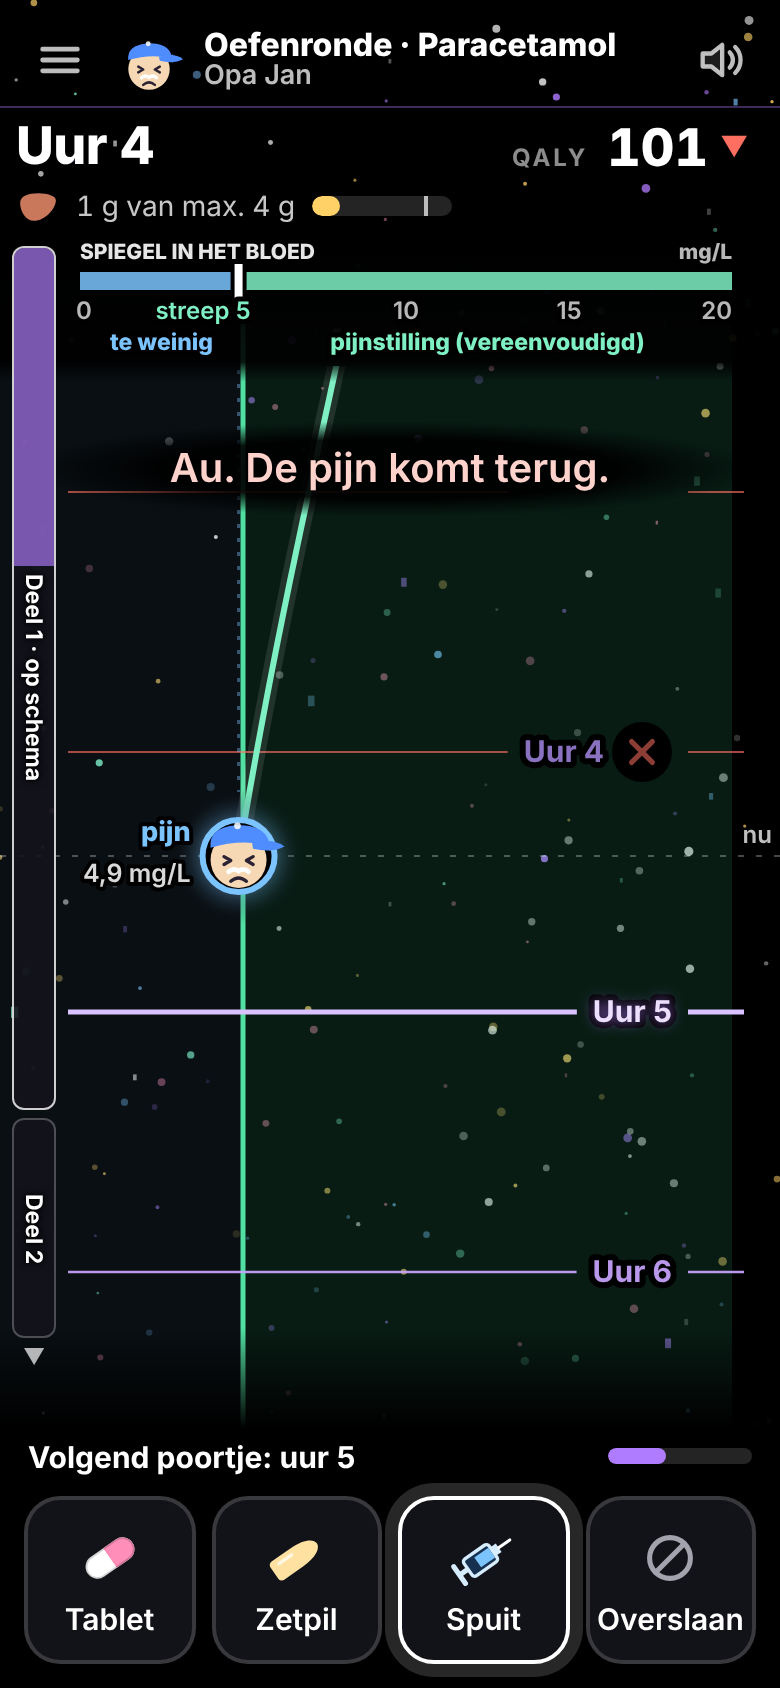 Oefenronde · Paracetamol
Opa Jan
Uur 4
QALY 101
1 g van max. 4 g
SPIEGEL IN HET BLOED mg/L
0 streep 5 10 15 20
te weinig pijnstilling (vereenvoudigd)
Au. De pijn komt terug.
Deel 1 · op schema
Uur 4
pijn
nu
4,9 mg/L
Uur 5
Deel 2
Uur 6
Volgend poortje: uur 5
Tablet Zetpil Spuit Overslaan